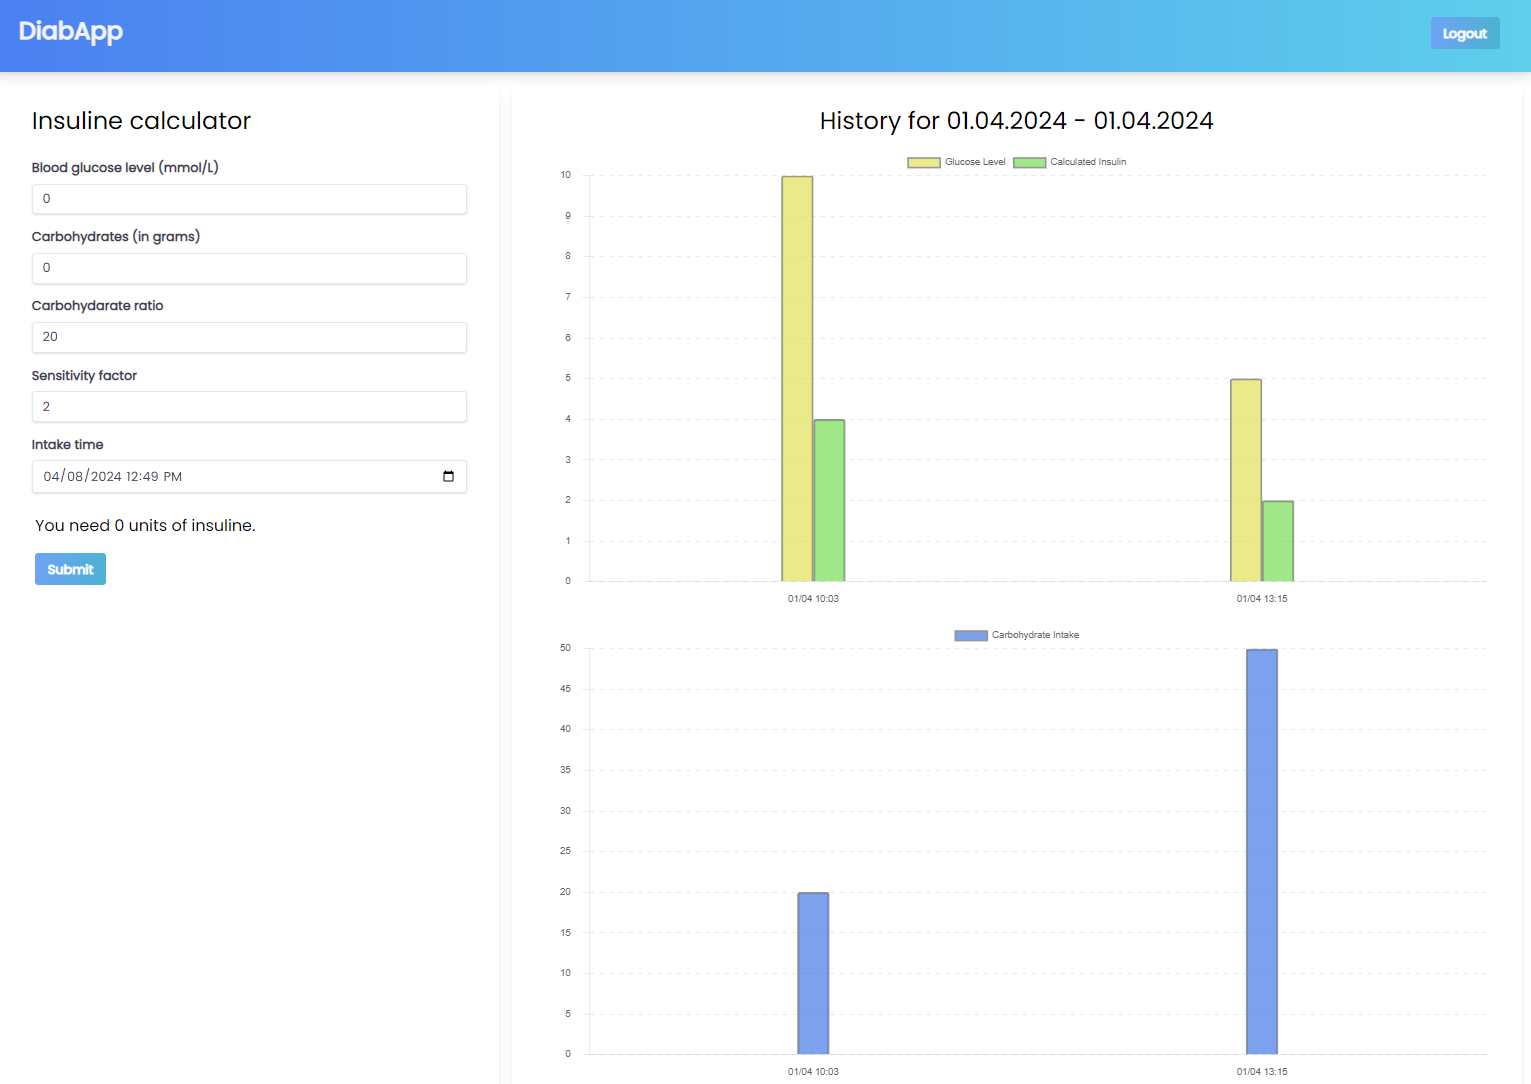 DiabApp
Logout
Insuline calculator
Blood glucose level (mmol/L)
0
Carbohydrates (in grams)
0
Carbohydarate ratio
20
Sensitivity factor
2
Intake time
04/08/2024 12:49 PM
You need 0 units of insuline.
Submit
History for 01.04.2024 - 01.04.2024
Glucose Level Calculated Insulin
10
9
8
7
6
5
4
3
2
1
0
01/04 10:03 01/04 13:15
Carbohydrate Intake
50
45
40
35
30
25
20
15
10
5
0
01/04 10:03 01/04 13:15